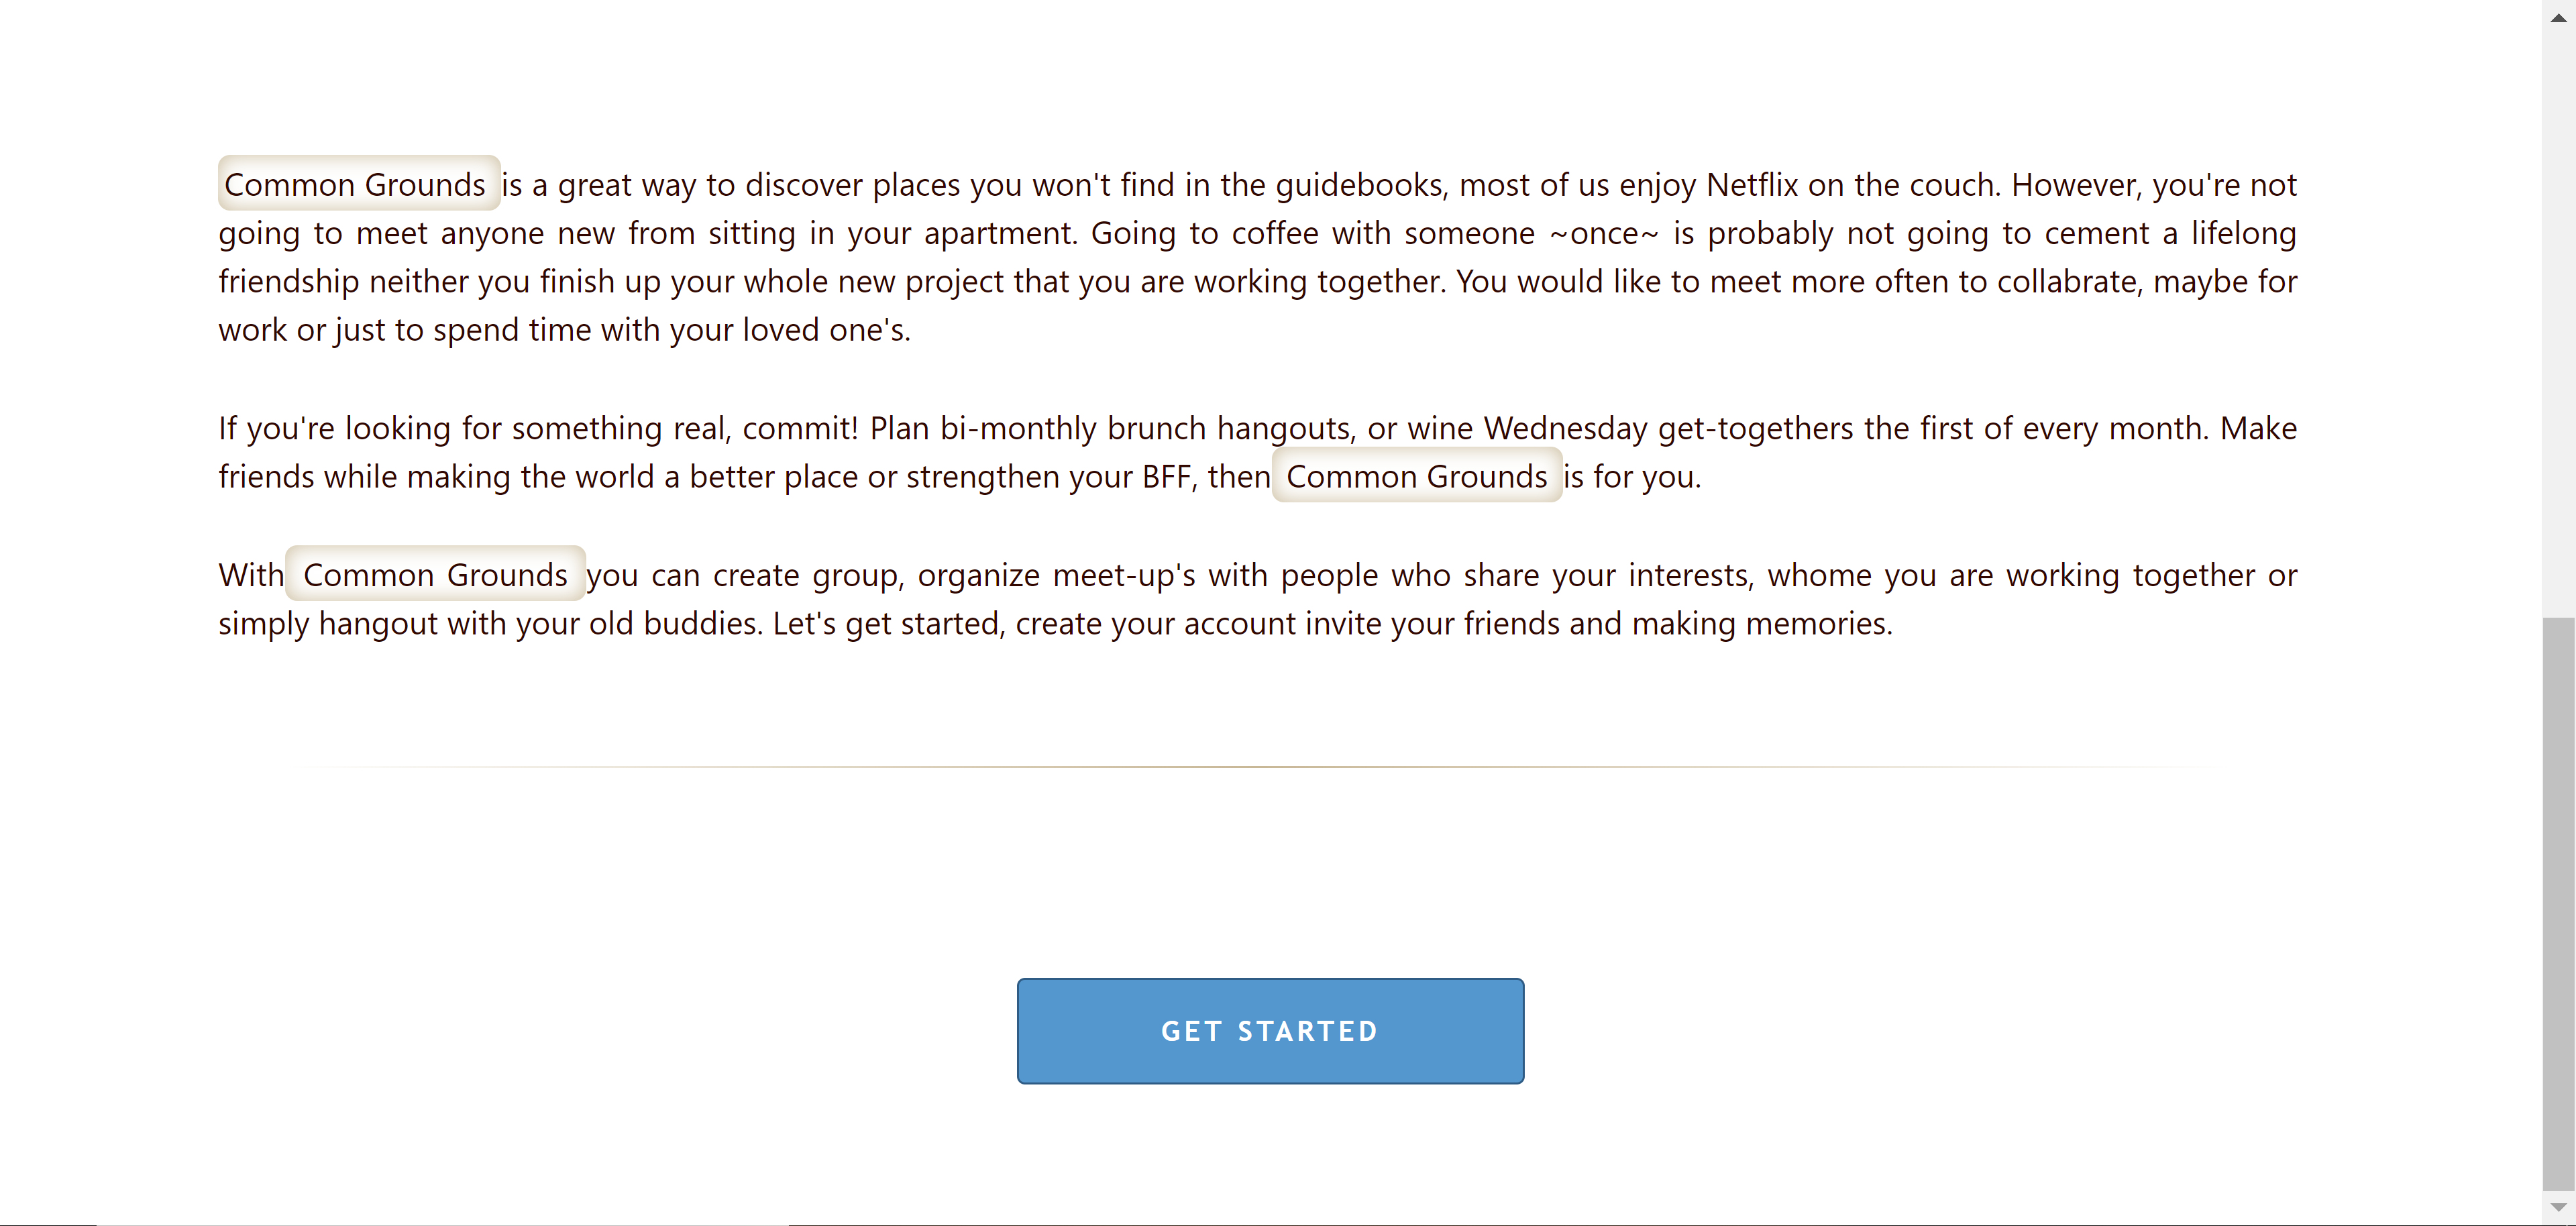 Common Grounds is a great way to discover places you won't find in the guidebooks, most of us enjoy Netflix on the couch. However, you're not
going to meet anyone new from sitting in your apartment. Going to coffee with someone ~once~ is probably not going to cement a lifelong
friendship neither you finish up your whole new project that you are working together. You would like to meet more often to collabrate, maybe for
work or just to spend time with your loved one's.
If you're looking for something real, commit! Plan bi-monthly brunch hangouts, or wine Wednesday get-togethers the first of every month. Make
friends while making the world a better place or strengthen your BFF, then Common Grounds is for you.
With Common Grounds you can create group, organize meet-up's with people who share your interests, whome you are working together or
simply hangout with your old buddies. Let's get started, create your account invite your friends and making memories.
GET STARTED